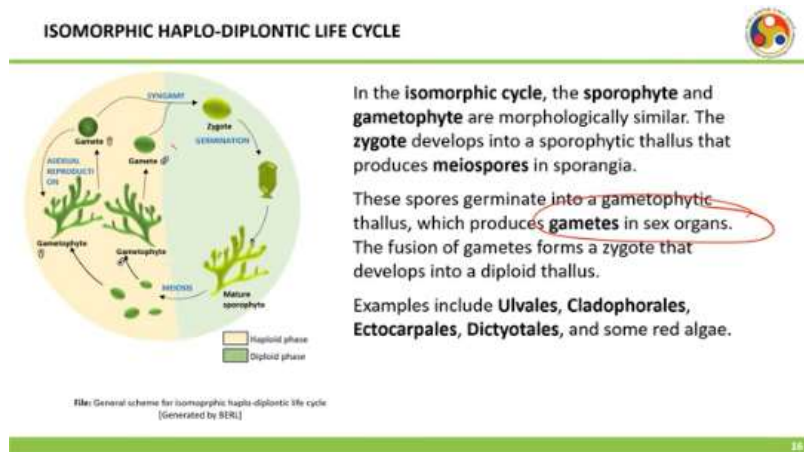 ISOMORPHIC HAPLO-DIPLONTIC LIFE CYCLE
SYNGAMY
Zygote
GERMINATION
Gamete
Gamete
ASEXUAL
REPRODUCTI
ON
Gametophyte
Gametophyte
MEIOSIS
Mature
sporophyte
Haploid phase
Diploid phase
File: General scheme for isomoprphic haplo-diplontic life cycle
[Generated by BERL]
In the isomorphic cycle, the sporophyte and
gametophyte are morphologically similar. The
zygote develops into a sporophytic thallus that
produces meiospores in sporangia.
These spores germinate into a gametophytic
thallus, which produces gametes in sex organs.
The fusion of gametes forms a zygote that
develops into a diploid thallus.
Examples include Ulvales, Cladophorales,
Ectocarpales, Dictyotales, and some red algae.
16